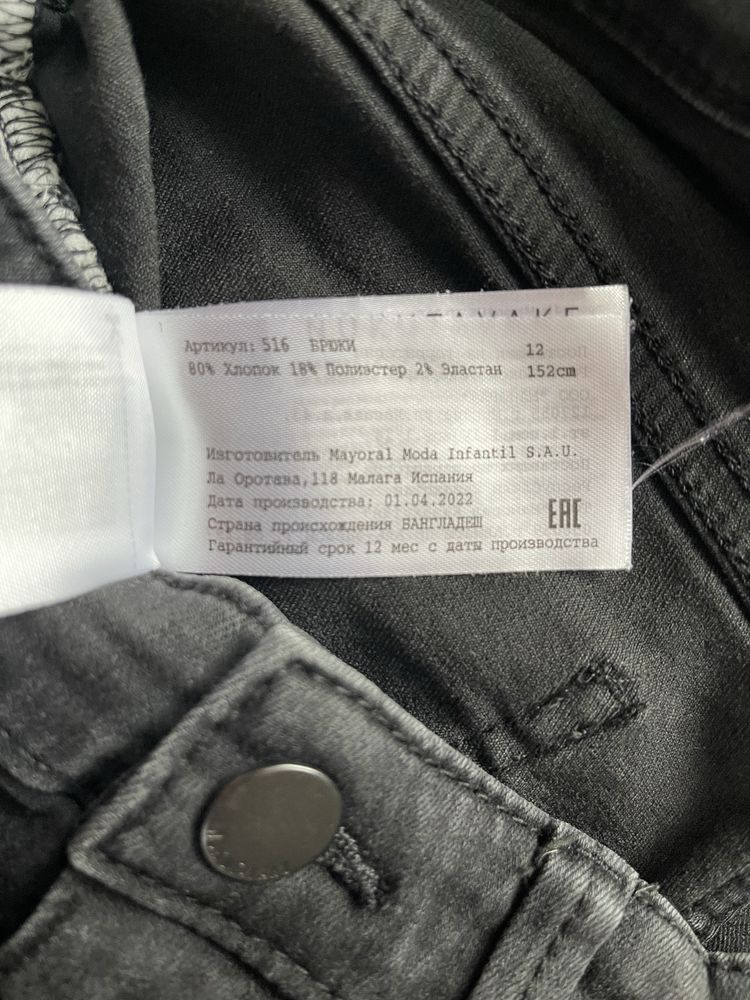 Артикул: 516 БРЮКИ 12
80% Хлопок 18% Полиэстер 2% Эластан 152cm
Изготовитель Mayoral Moda Infantil S.A.U.
Ла Оротава,118 Малага Испания
Дата производства: 01.04.2022
Страна происхождения БАНГЛАДЕШ
EAC
Гарантийный срок 12 мес с даты производства